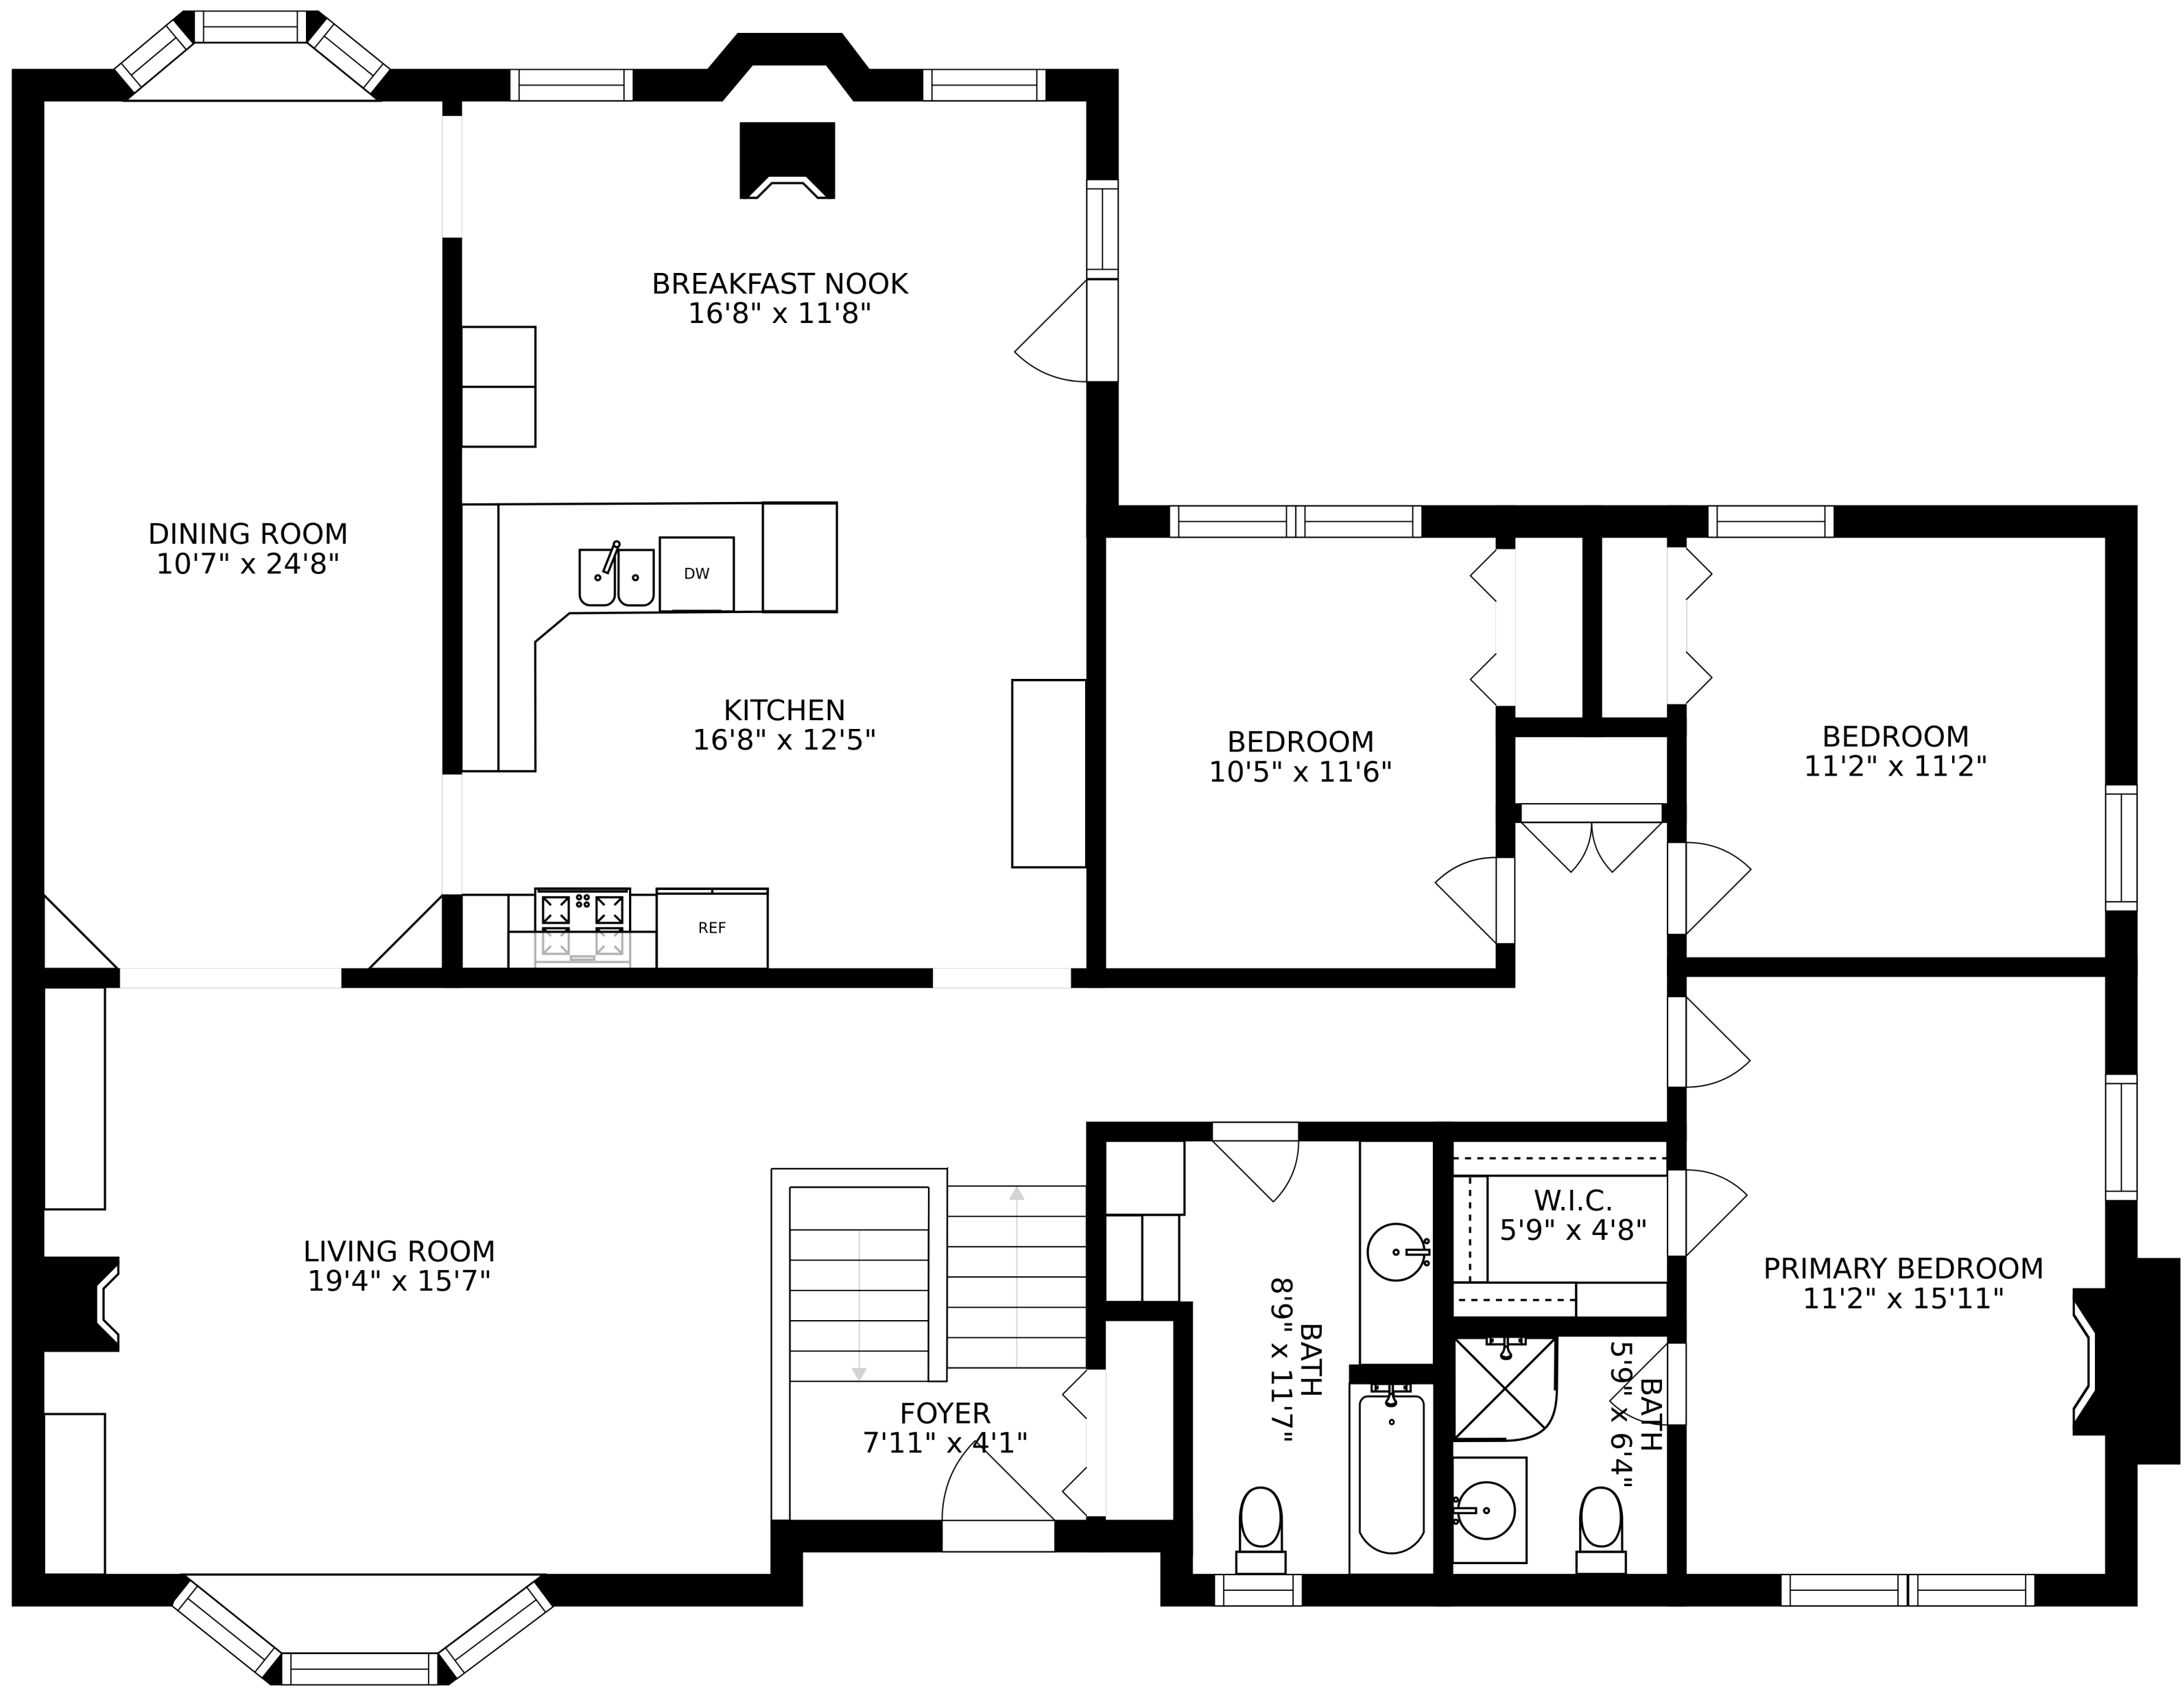 BREAKFAST NOOK
16'8" x 11'8"
DINING ROOM
10'7" x 24'8"
DW
KITCHEN
16'8" x 12'5"
BEDROOM
10'5" x 11'6"
BEDROOM
11'2" x 11'2"
REF
W.I.C.
5'9" x 4'8"
LIVING ROOM
19'4" x 15'7"
PRIMARY BEDROOM
11'2" x 15'11"
BATH
8'9" x 11'7"
BATH
5'9" x 6'4"
FOYER
7'11" x 4'1"